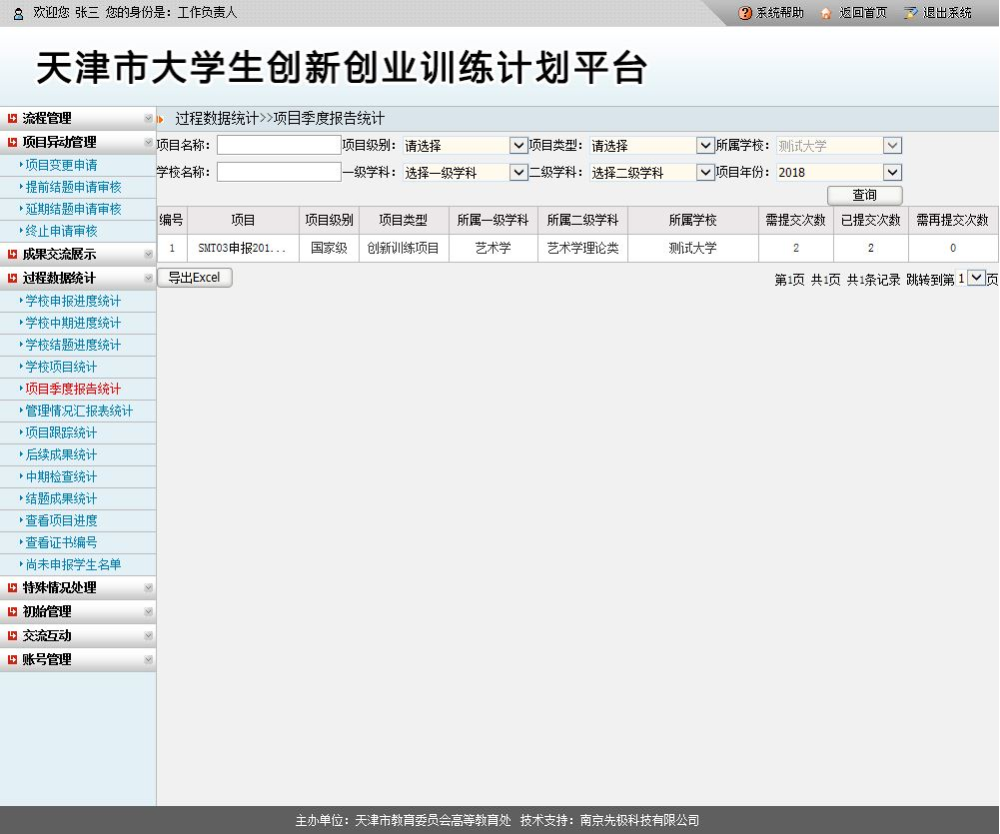 欢迎您 张三 您的身份是：工作负责人
系统帮助 返回首页 退出系统
天津市大学生创新创业训练计划平台
流程管理
项目异动管理
项目变更申请
提前结题申请审核
延期结题申请审核
终止申请审核
成果交流展示
过程数据统计
学校申报进度统计
学校中期进度统计
学校结题进度统计
学校项目统计
项目季度报告统计
管理情况汇报表统计
项目跟踪统计
后续成果统计
中期检查统计
结题成果统计
查看项目进度
查看证书编号
尚未申报学生名单
特殊情况处理
初始管理
交流互动
账号管理
过程数据统计>>项目季度报告统计
项目名称： 项目级别： 请选择 项目类型： 请选择 所属学校： 测试大学
学校名称： 一级学科： 选择一级学科 二级学科： 选择二级学科 项目年份： 2018
查询
编号 项目 项目级别 项目类型 所属一级学科 所属二级学科 所属学校 需提交次数 已提交次数 需再提交次数
1 SMT03申报201... 国家级 创新训练项目 艺术学 艺术学理论类 测试大学 2 2 0
导出Excel 第1页 共1页 共1条记录 跳转到第 1 页
主办单位：天津市教育委员会高等教育处 技术支持：南京先极科技有限公司